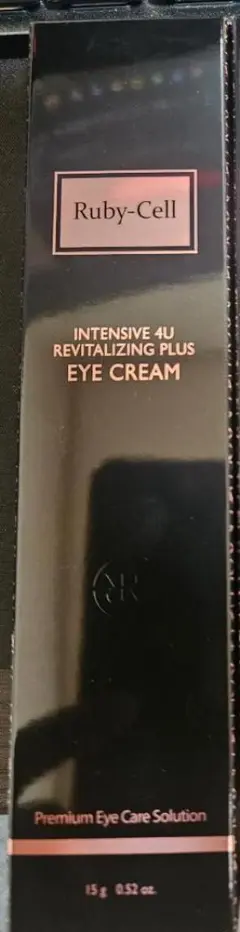 Ruby-Cell
INTENSIVE 4U
REVITALIZING PLUS
EYE CREAM
Premium Eye Care Solution
15 g 0.52 oz.